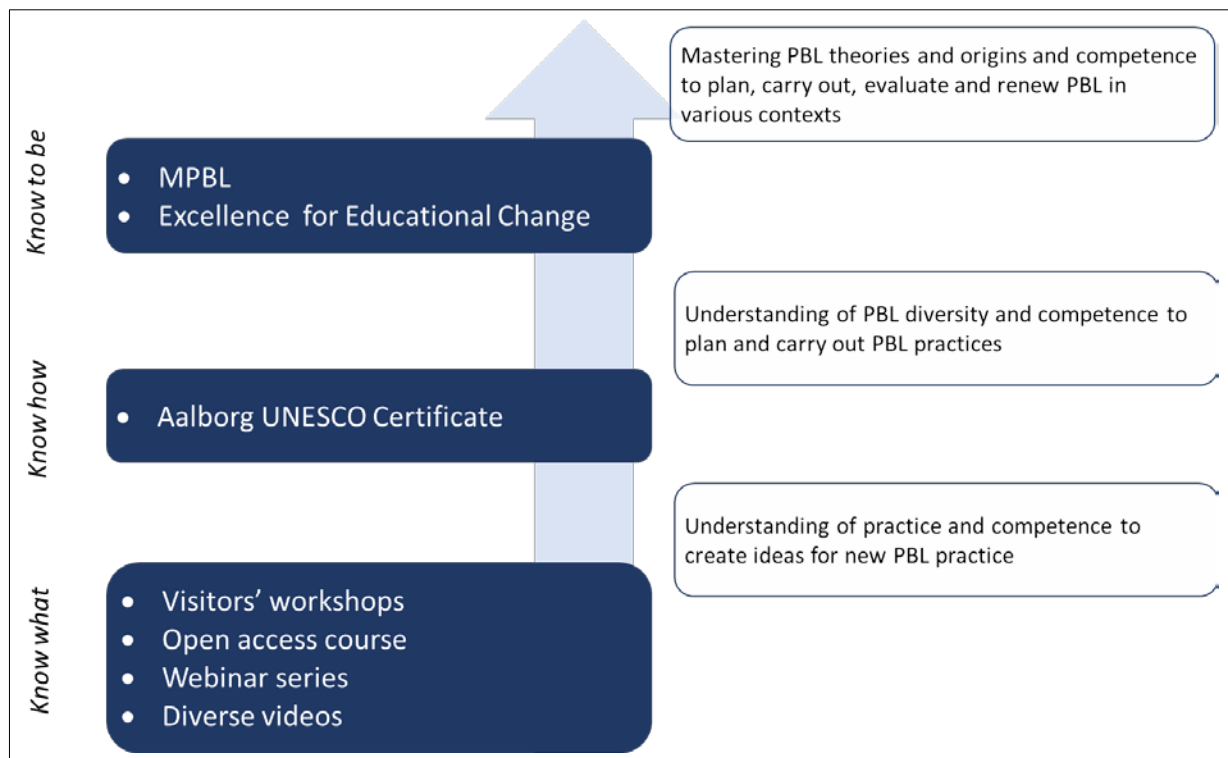 Mastering PBL theories and origins and competence
to plan, carry out, evaluate and renew PBL in
various contexts
Know to be
• MPBL
• Excellence for Educational Change
Understanding of PBL diversity and competence to
plan and carry out PBL practices
Know how
• Aalborg UNESCO Certificate
Understanding of practice and competence to
create ideas for new PBL practice
Know what
• Visitors’ workshops
• Open access course
• Webinar series
• Diverse videos